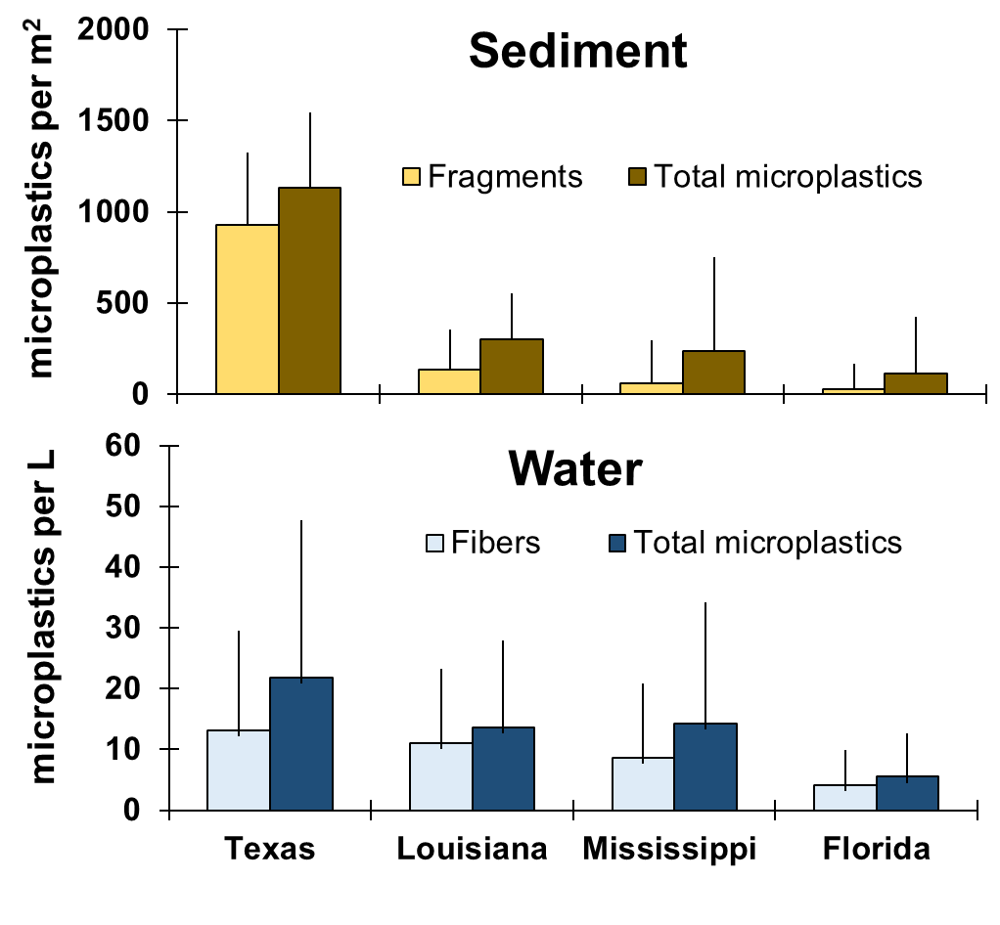 Sediment
microplastics per m²
2000
1500
1000
500
0
Fragments Total microplastics
Water
microplastics per L
60
50
40
30
20
10
0
Fibers Total microplastics
Texas Louisiana Mississippi Florida